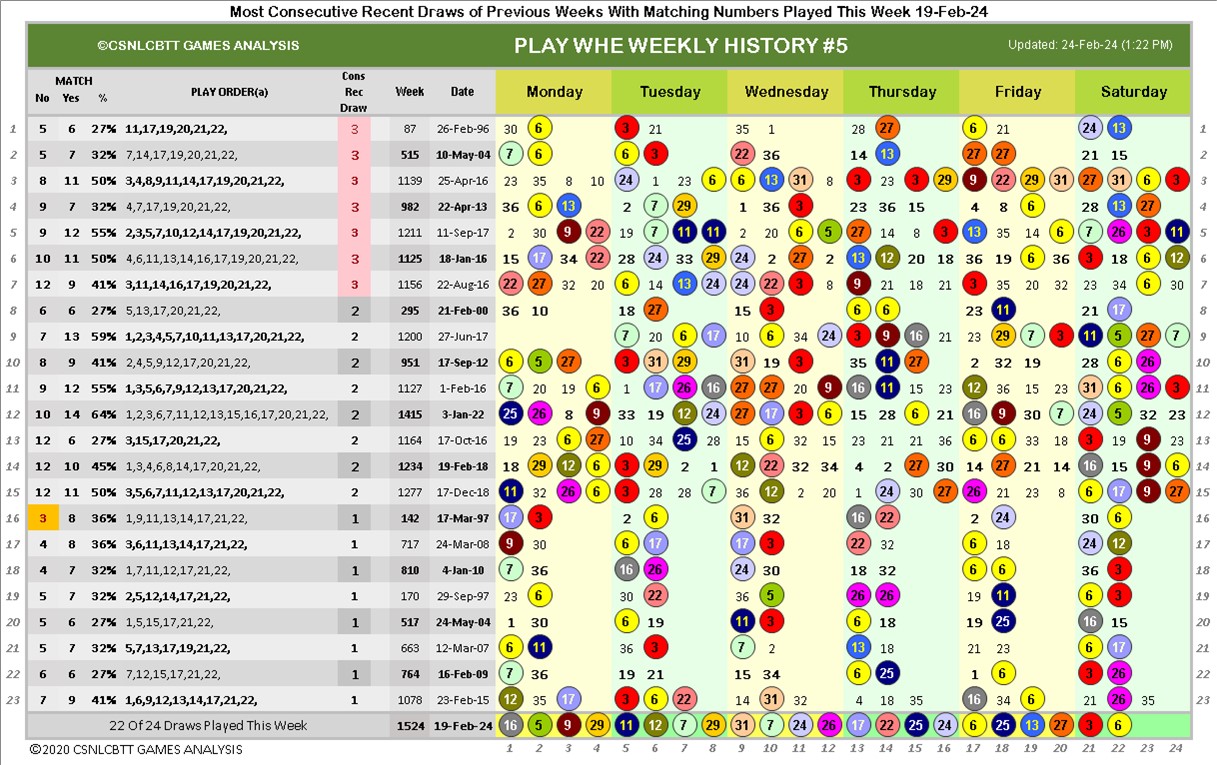 Most Consecutive Recent Draws of Previous Weeks With Matching Numbers Played This Week 19-Feb-24
©CSNLCBTT GAMES ANALYSIS PLAY WHE WEEKLY HISTORY #5 Updated: 24-Feb-24 (1:22 PM)
MATCH
No Yes % PLAY ORDER(a) Cons Rec Draw Week Date Monday Tuesday Wednesday Thursday Friday Saturday
1 5 6 27% 11,17,19,20,21,22, 3 87 26-Feb-96 30 6 3 21 35 1 28 27 6 21 24 13 1
2 5 7 32% 7,14,17,19,20,21,22, 3 515 10-May-04 7 6 6 3 22 36 14 13 27 27 21 15 2
3 8 11 50% 3,4,8,9,11,14,17,19,20,21,22, 3 1139 25-Apr-16 23 35 8 10 24 1 23 6 6 13 31 8 3 23 3 29 9 22 29 31 27 31 6 3 3
4 9 7 32% 4,7,17,19,20,21,22, 3 982 22-Apr-13 36 6 13 2 7 29 1 36 3 23 36 15 4 8 6 28 13 27 4
5 9 12 55% 2,3,5,7,10,12,14,17,19,20,21,22, 3 1211 11-Sep-17 2 30 9 22 19 7 11 11 2 20 6 5 27 14 8 3 13 35 14 6 5 26 3 11 5
6 10 11 50% 4,6,11,13,14,16,17,19,20,21,22, 3 1125 18-Jan-16 15 17 34 22 28 24 33 29 24 2 27 2 13 12 20 18 36 19 6 36 3 18 6 12 6
7 12 9 41% 3,11,14,16,17,19,20,21,22, 3 1156 22-Aug-16 22 27 32 20 6 14 13 24 24 22 3 8 9 21 18 21 3 35 20 32 23 34 6 30 7
8 6 6 27% 5,13,17,20,21,22, 2 295 21-Feb-00 36 10 18 27 15 3 6 6 23 11 21 17 8
9 7 13 59% 1,2,3,4,5,7,10,11,17,19,20,21,22, 2 1200 27-Jun-17 7 20 6 17 10 6 34 24 3 9 16 21 23 29 7 3 11 5 27 7 9
10 8 9 41% 2,4,5,9,12,17,20,21,22, 2 951 17-Sep-12 6 5 27 3 31 29 31 19 3 35 11 27 2 32 19 28 6 26 10
11 9 12 55% 1,3,5,6,7,9,12,13,17,20,21,22, 2 1127 1-Feb-16 7 20 19 6 1 17 26 16 27 27 20 9 16 11 15 23 12 36 15 23 31 6 26 3 11
12 10 14 64% 1,2,3,6,7,11,12,13,15,16,17,20,21,22, 2 1415 3-Jan-22 25 26 8 9 33 19 12 24 27 17 3 6 15 28 6 21 16 9 30 7 24 5 32 23 12
13 12 6 27% 3,15,17,20,21,22, 2 1164 17-Oct-16 19 23 6 27 10 34 25 28 15 6 32 15 23 21 21 36 6 6 33 18 3 19 9 23 13
14 12 10 45% 1,3,4,6,8,14,17,20,21,22, 2 1234 19-Feb-18 18 29 12 6 3 29 2 1 12 22 32 34 4 2 27 30 14 27 21 14 16 15 9 6 14
15 12 11 50% 3,5,6,7,11,12,13,17,20,21,22, 2 1277 17-Dec-18 11 32 26 6 3 28 28 7 36 12 2 20 1 24 30 27 26 21 23 8 6 17 9 27 15
16 3 8 36% 1,9,11,13,14,17,21,22, 1 142 17-Mar-97 17 3 2 6 31 32 16 22 2 24 30 6 16
17 4 8 36% 3,6,11,13,14,17,21,22, 1 717 24-Mar-08 9 30 6 17 17 3 22 32 6 18 24 12 17
18 4 7 32% 1,7,11,12,17,21,22, 1 810 4-Jan-10 7 36 16 26 24 30 18 32 6 6 36 3 18
19 5 7 32% 2,5,12,14,17,21,22, 1 170 29-Sep-97 23 6 30 22 36 5 26 26 19 11 6 3 19
20 5 6 27% 1,5,15,17,21,22, 1 517 24-May-04 1 30 6 19 11 3 6 18 19 25 16 15 20
21 5 7 32% 5,7,13,17,19,21,22, 1 663 12-Mar-07 6 11 36 3 7 2 13 18 21 23 6 17 21
22 6 6 27% 7,12,15,17,21,22, 1 764 16-Feb-09 7 36 19 21 15 34 6 25 1 6 3 26 22
23 7 9 41% 1,6,9,12,13,14,17,21,22, 1 1078 23-Feb-15 12 35 17 3 6 22 14 31 32 4 18 35 16 34 6 21 26 35 23
22 Of 24 Draws Played This Week 1524 19-Feb-24 16 5 9 29 11 12 7 29 31 7 24 26 17 22 25 24 6 25 13 27 3 6
©2020 CSNLCBTT GAMES ANALYSIS 1 2 3 4 5 6 7 8 9 10 11 12 13 14 15 16 17 18 19 20 21 22 23 24